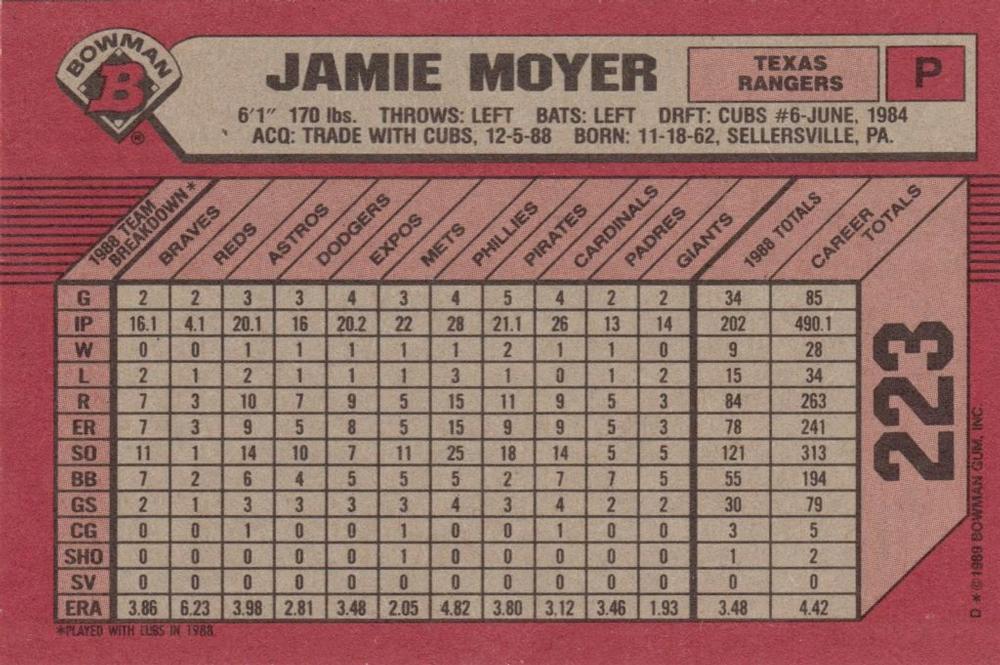 BOWMAN
B
®
JAMIE MOYER
TEXAS
RANGERS
P
6'1" 170 lbs. THROWS: LEFT BATS: LEFT DRFT: CUBS #6-JUNE, 1984
ACQ: TRADE WITH CUBS, 12-5-88 BORN: 11-18-62, SELLERSVILLE, PA.
1988 TEAM BREAKDOWN* BRAVES REDS ASTROS DODGERS EXPOS METS PHILLIES PIRATES CARDINALS PADRES GIANTS 1988 TOTALS CAREER TOTALS
G 2 2 3 3 4 3 4 5 4 2 2 34 85
IP 16.1 4.1 20.1 16 20.2 22 28 21.1 26 13 14 202 490.1
W 0 0 1 1 1 1 1 2 1 1 0 9 28
L 2 1 2 1 1 1 3 1 0 1 2 15 34
R 7 3 10 7 9 5 15 11 9 5 3 84 263
ER 7 3 9 5 8 5 15 9 9 5 3 78 241
SO 11 1 14 10 7 11 25 18 14 5 5 121 313
BB 7 2 6 4 5 5 5 2 7 7 5 55 194
GS 2 1 3 3 3 3 4 3 4 2 2 30 79
CG 0 0 1 0 0 1 0 0 1 0 0 3 5
SHO 0 0 0 0 0 1 0 0 0 0 0 1 2
SV 0 0 0 0 0 0 0 0 0 0 0 0 0
ERA 3.86 6.23 3.98 2.81 3.48 2.05 4.82 3.80 3.12 3.46 1.93 3.48 4.42
*PLAYED WITH CUBS IN 1988
223
D * © 1989 BOWMAN GUM, INC.